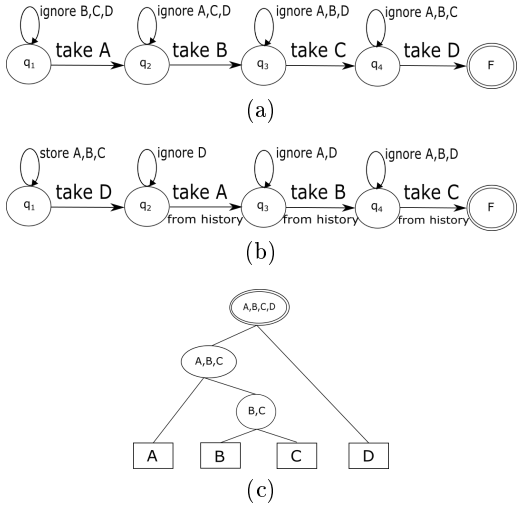 ignore B,C,D ignore A,C,D ignore A,B,D ignore A,B,C
take A take B take C take D
q1 q2 q3 q4 F
(a)
store A,B,C ignore D ignore A,D ignore A,B,D
take D take A take B take C
q1 q2 q3 q4 F
from history from history from history
(b)
A,B,C,D
A,B,C
B,C
A B C D
(c)